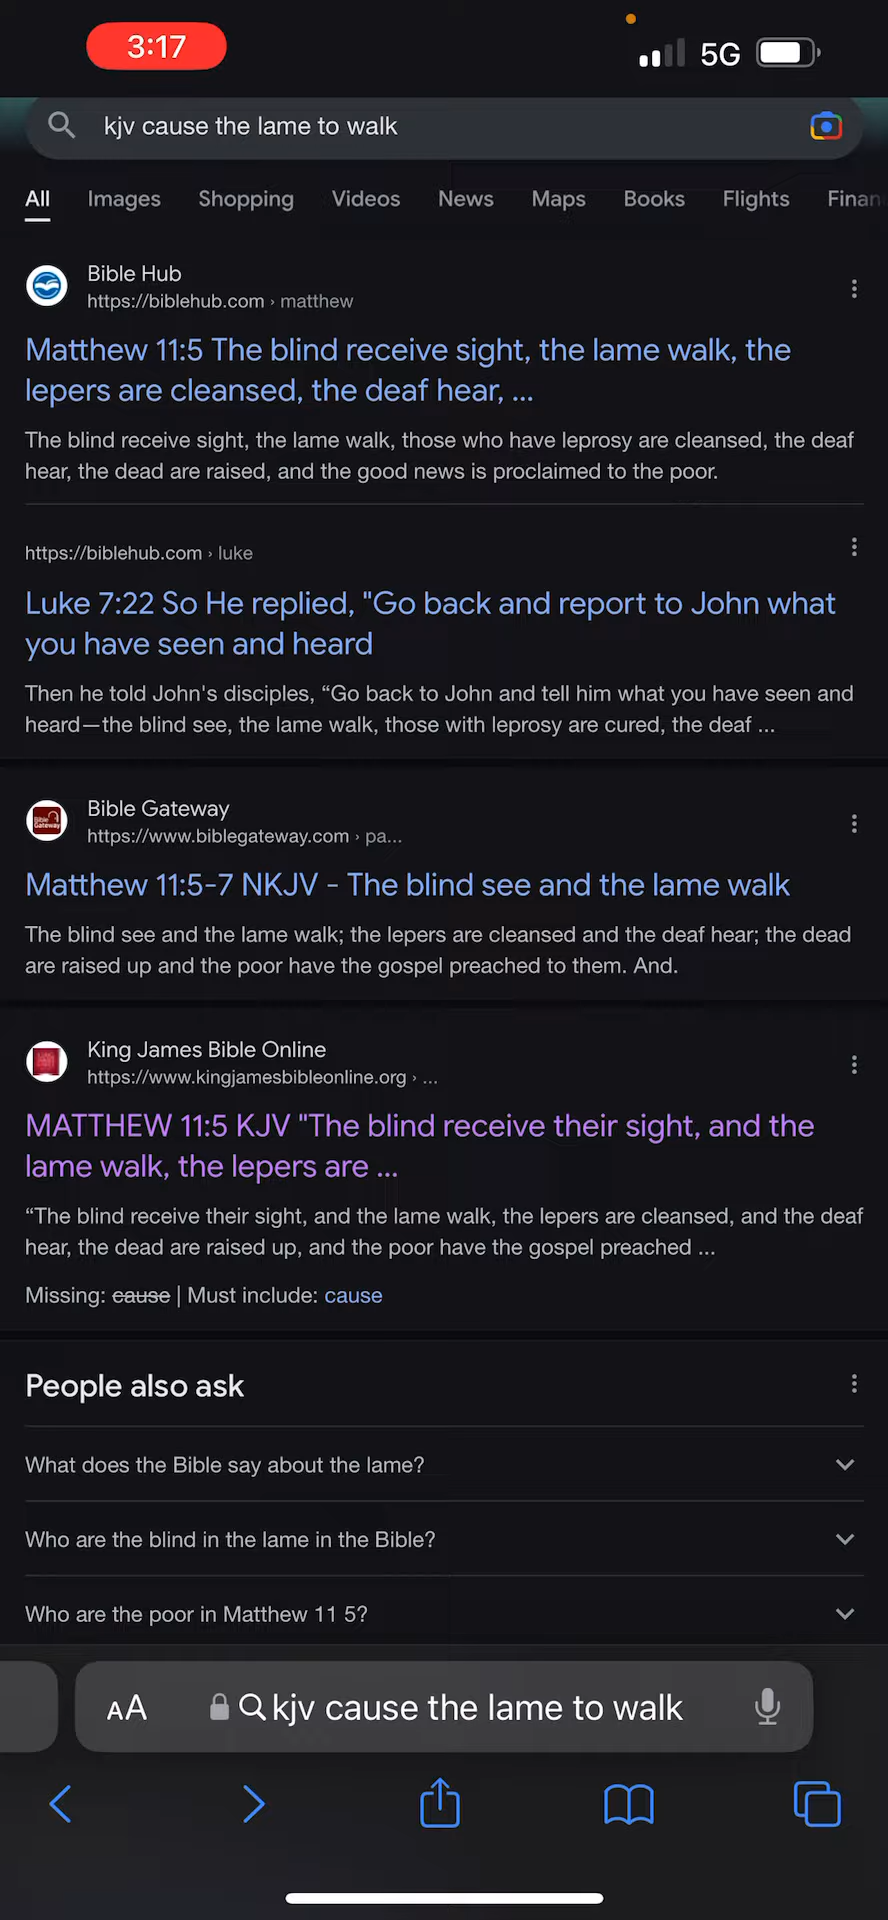 3:17
5G
kjv cause the lame to walk
All Images Shopping Videos News Maps Books Flights Finan
Bible Hub
https://biblehub.com › matthew
Matthew 11:5 The blind receive sight, the lame walk, the
lepers are cleansed, the deaf hear, ...
The blind receive sight, the lame walk, those who have leprosy are cleansed, the deaf
hear, the dead are raised, and the good news is proclaimed to the poor.
https://biblehub.com › luke
Luke 7:22 So He replied, "Go back and report to John what
you have seen and heard
Then he told John's disciples, “Go back to John and tell him what you have seen and
heard—the blind see, the lame walk, those with leprosy are cured, the deaf ...
Bible Gateway
https://www.biblegateway.com › pa...
Matthew 11:5-7 NKJV - The blind see and the lame walk
The blind see and the lame walk; the lepers are cleansed and the deaf hear; the dead
are raised up and the poor have the gospel preached to them. And.
King James Bible Online
https://www.kingjamesbibleonline.org › ...
MATTHEW 11:5 KJV "The blind receive their sight, and the
lame walk, the lepers are ...
“The blind receive their sight, and the lame walk, the lepers are cleansed, and the deaf
hear, the dead are raised up, and the poor have the gospel preached ...
Missing: cause | Must include: cause
People also ask
What does the Bible say about the lame?
Who are the blind in the lame in the Bible?
Who are the poor in Matthew 11 5?
AA kjv cause the lame to walk